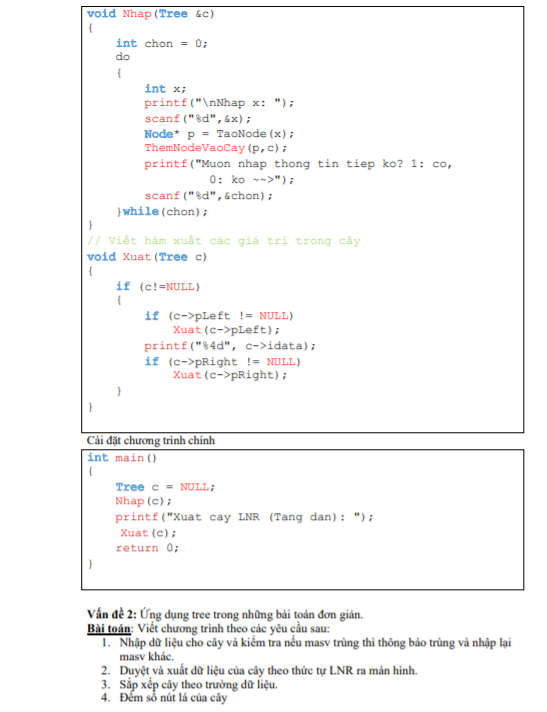 void Nhap(Tree &c)
{
int chon = 0;
do
{
int x;
printf("\nNhap x: ");
scanf("%d",&x);
Node* p = TaoNode(x);
ThemNodeVaoCay(p,c);
printf("Muon nhap thong tin tiep ko? 1: co,
0: ko ~~>");
scanf("%d",&chon);
}while(chon);
}
// Viết hàm xuất các giá trị trong cây
void Xuat(Tree c)
{
if (c!=NULL)
{
if (c->pLeft != NULL)
Xuat(c->pLeft);
printf("%4d", c->idata);
if (c->pRight != NULL)
Xuat(c->pRight);
}
}
Cài đặt chương trình chính
int main()
{
Tree c = NULL;
Nhap(c);
printf("Xuat cay LNR (Tang dan): ");
Xuat(c);
return 0;
}
Vấn đề 2: Ứng dụng tree trong những bài toán đơn giản.
Bài toán: Viết chương trình theo các yêu cầu sau:
1. Nhập dữ liệu cho cây và kiểm tra nếu masv trùng thì thông báo trùng và nhập lại
masv khác.
2. Duyệt và xuất dữ liệu của cây theo thức tự LNR ra màn hình.
3. Sắp xếp cây theo trường dữ liệu.
4. Đếm số nút lá của cây